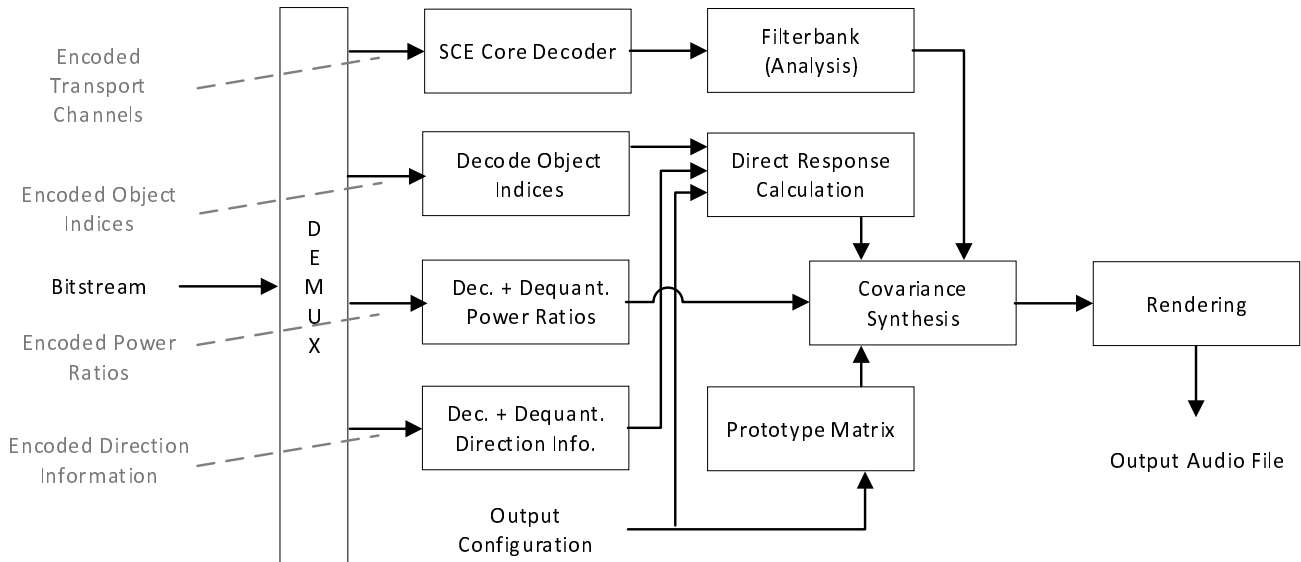 Encoded
Transport
Channels
Encoded Object
Indices
Bitstream
Encoded Power
Ratios
Encoded Direction
Information
D
E
M
U
X
SCE Core Decoder
Filterbank
(Analysis)
Decode Object
Indices
Direct Response
Calculation
Dec. + Dequant.
Power Ratios
Covariance
Synthesis
Rendering
Dec. + Dequant.
Direction Info.
Prototype Matrix
Output Audio File
Output
Configuration